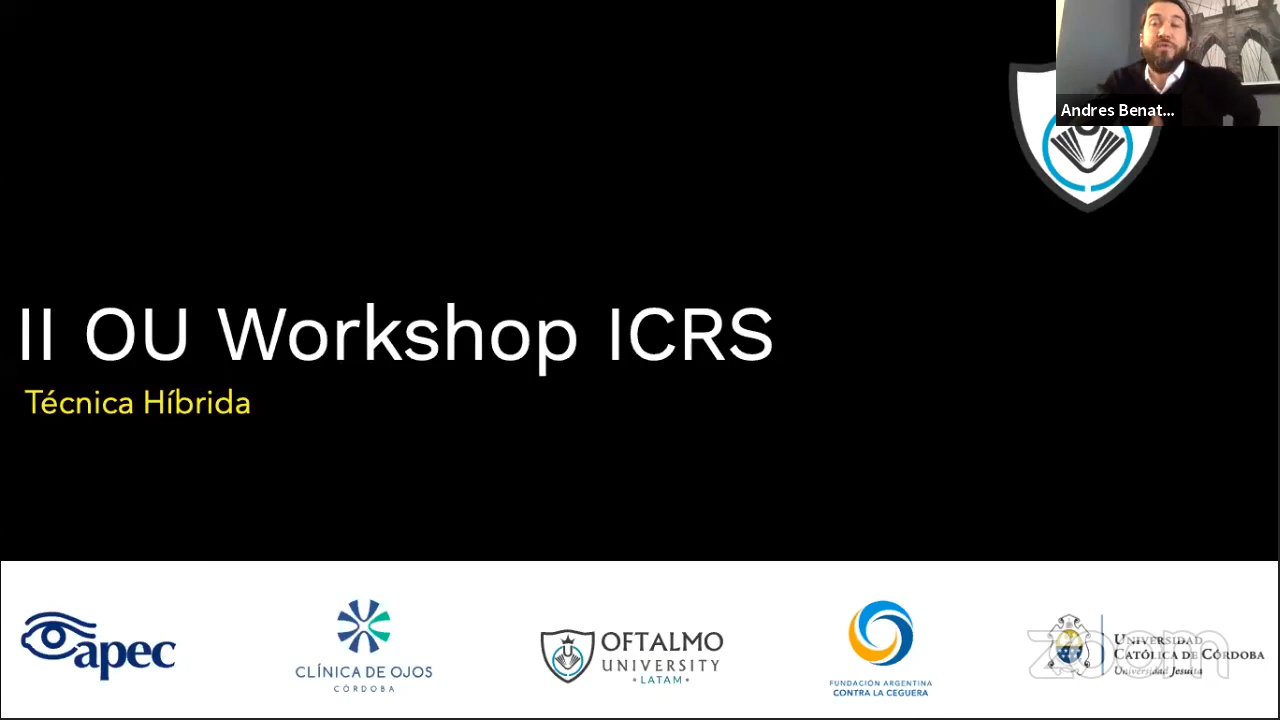 Andres Benat...
II OU Workshop ICRS
Técnica Híbrida
apec
CLÍNICA DE OJOS
CÓRDOBA
OFTALMO
UNIVERSITY
•LATAM•
FUNDACIÓN ARGENTINA
CONTRA LA CEGUERA
UNIVERSIDAD
CATÓLICA DE CÓRDOBA
Universidad Jesuita
zoom